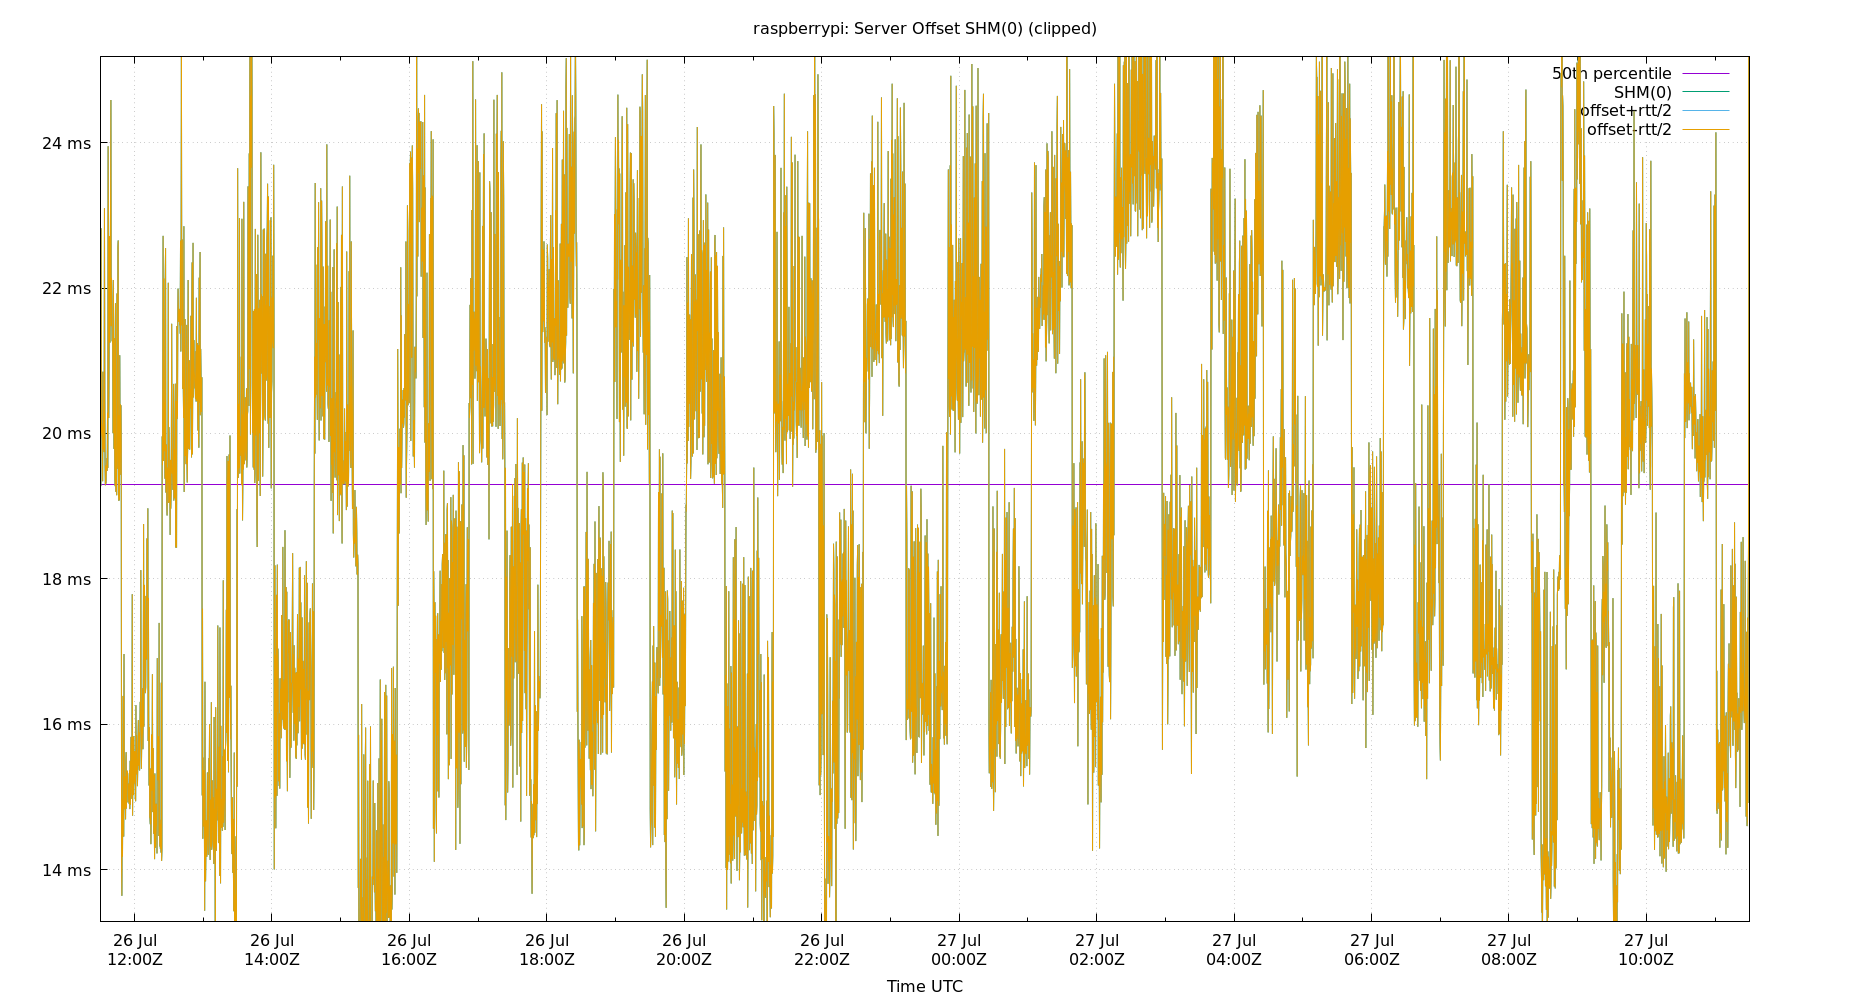 raspberrypi: Server Offset SHM(0) (clipped)
50th percentile
SHM(0)
offset+rtt/2
offset-rtt/2
24 ms
22 ms
20 ms
18 ms
16 ms
14 ms
26 Jul 26 Jul 26 Jul 26 Jul 26 Jul 26 Jul 27 Jul 27 Jul 27 Jul 27 Jul 27 Jul 27 Jul
12:00Z 14:00Z 16:00Z 18:00Z 20:00Z 22:00Z 00:00Z 02:00Z 04:00Z 06:00Z 08:00Z 10:00Z
Time UTC